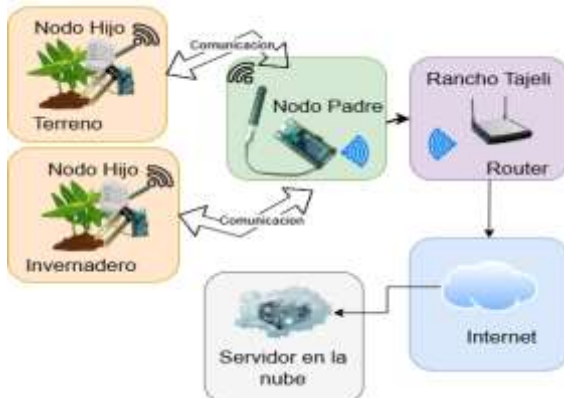 Nodo Hijo
Terreno
Comunicacion
Nodo Padre
Rancho Tajeli
Router
Nodo Hijo
Invernadero
Comunicacion
Internet
Servidor en la
nube